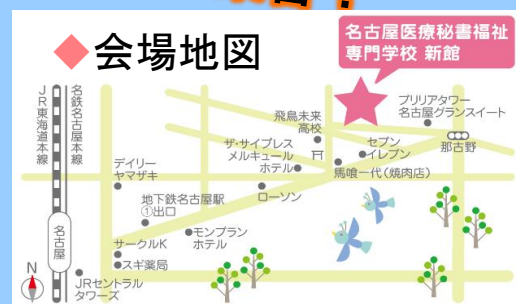 ◆会場地図
名古屋医療秘書福祉
専門学校 新館
JR東海道本線
名鉄名古屋本線
飛鳥未来
高校
ブリリアタワー
名古屋グランスイート
ザ・サイプレス
メルキュール
ホテル
セブン
イレブン
那古野
デイリー
ヤマザキ
馬喰一代(焼肉店)
地下鉄名古屋駅
①出口
ローソン
名古屋
モンブラン
ホテル
サークルK
スギ薬局
N
JRセントラル
タワーズ